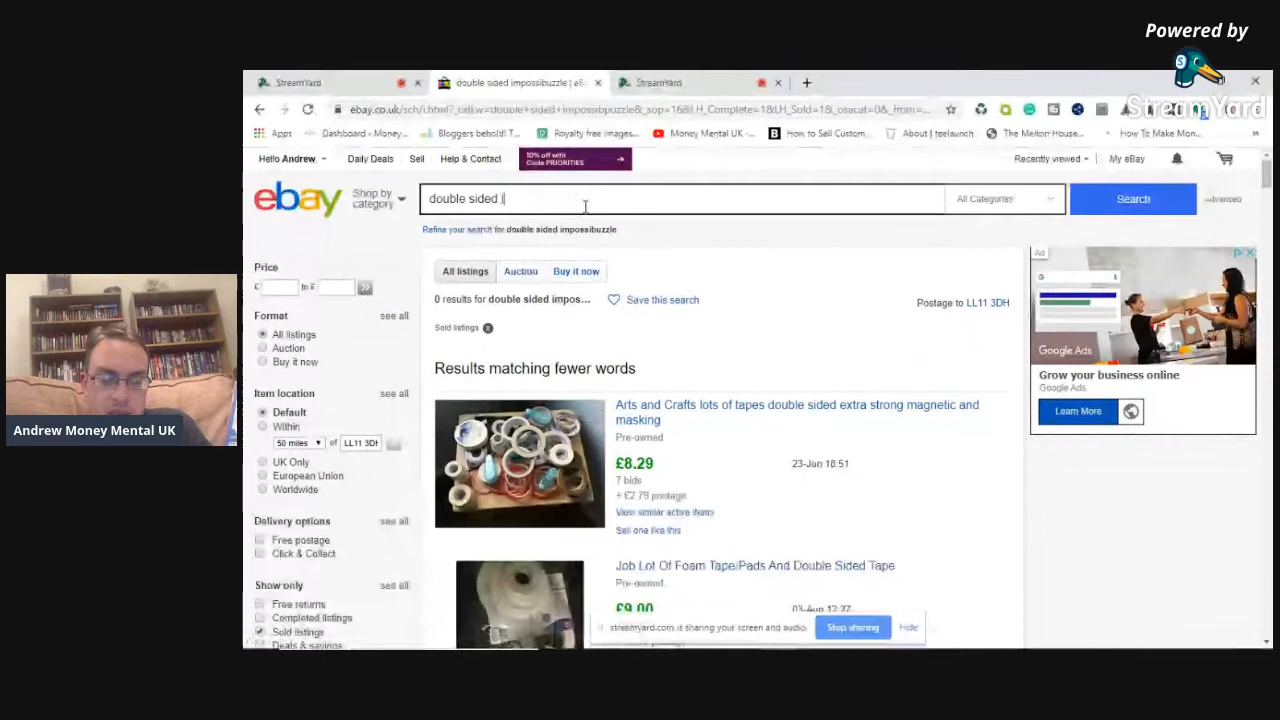 Powered by
StreamYard
StreamYard
double sided impossibuzzle | eB
StreamYard
Apps
Dashboard ‹ Money...
Bloggers behold! T...
Royalty free images...
Money Mental UK -...
How to Sell Custom...
About | teelaunch
The Melton House...
How To Make Mon...
Hello Andrew.
Daily Deals
Sell
Help & Contact
10% off with
Code PRIORITIES
Recently viewed
My eBay
ebay
Shop by
category
double sided i
All Categories
Search
Advanced
Refine your search for double sided impossibuzzle
Price
£ to £
Format
see all
All listings
Auction
Buy it now
Item location
see all
Default
Within
50 miles of LL11 3DH
UK Only
European Union
Worldwide
Delivery options
see all
Free postage
Click & Collect
Show only
see all
Free returns
Completed listings
Sold listings
Deals & savings
All listings
Auction
Buy it now
0 results for double sided impos...
Save this search
Postage to LL11 3DH
Sold listings
Results matching fewer words
Arts and Crafts lots of tapes double sided extra strong magnetic and
masking
Pre-owned
£8.29
23-Jun 18:51
7 bids
View similar active items
Sell one like this
Job Lot Of Foam Tape/Pads And Double Sided Tape
Pre-owned
£9.00
streamyard.com is sharing your screen and audio.
Stop sharing
Hide
Ad
Google Ads
Grow your business online
Google Ads
Learn More
Andrew Money Mental UK